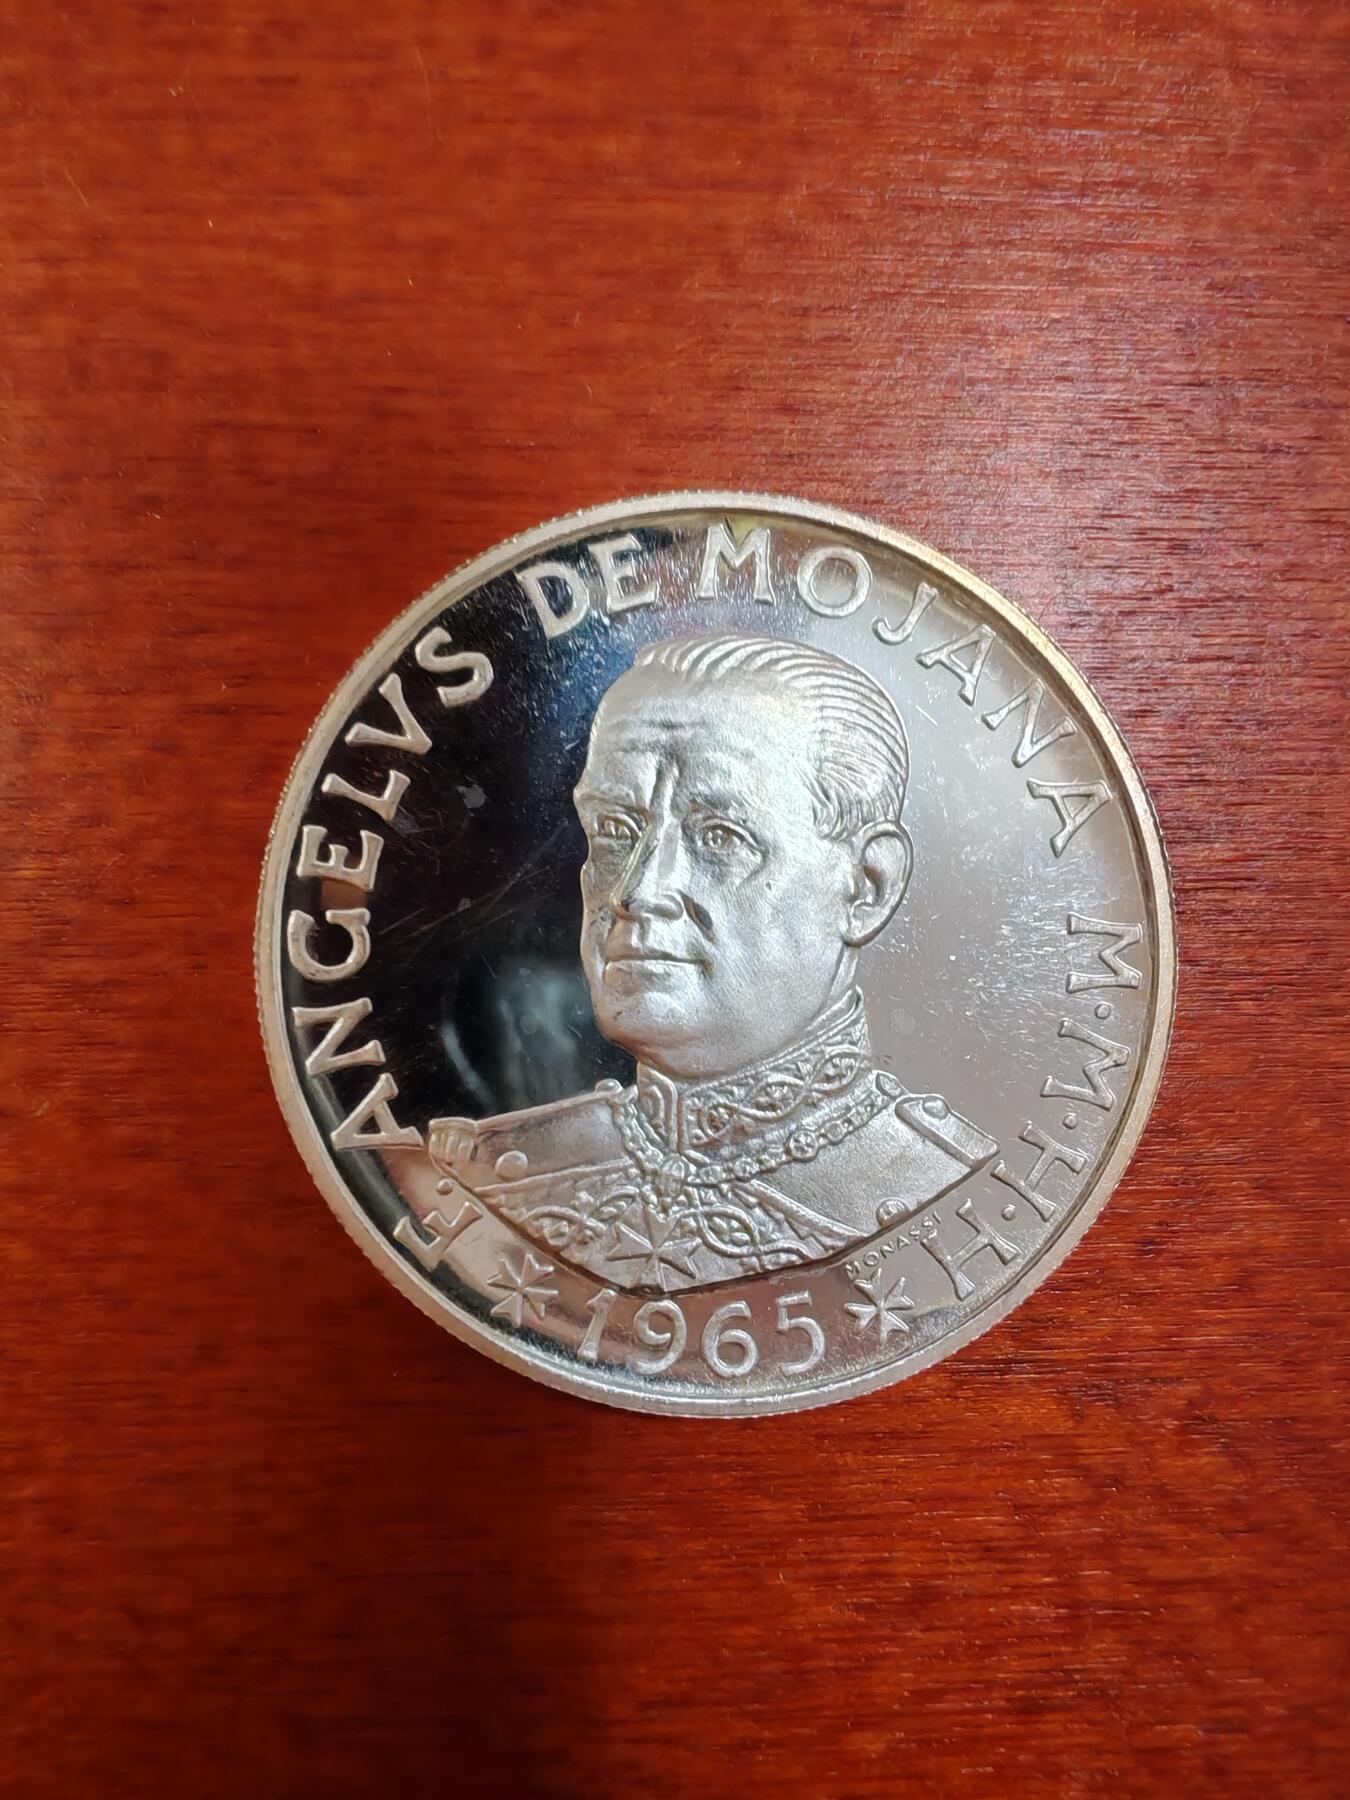 F. ANGELVS DE MOJANA M·M·H·H·
1965
MONASSI